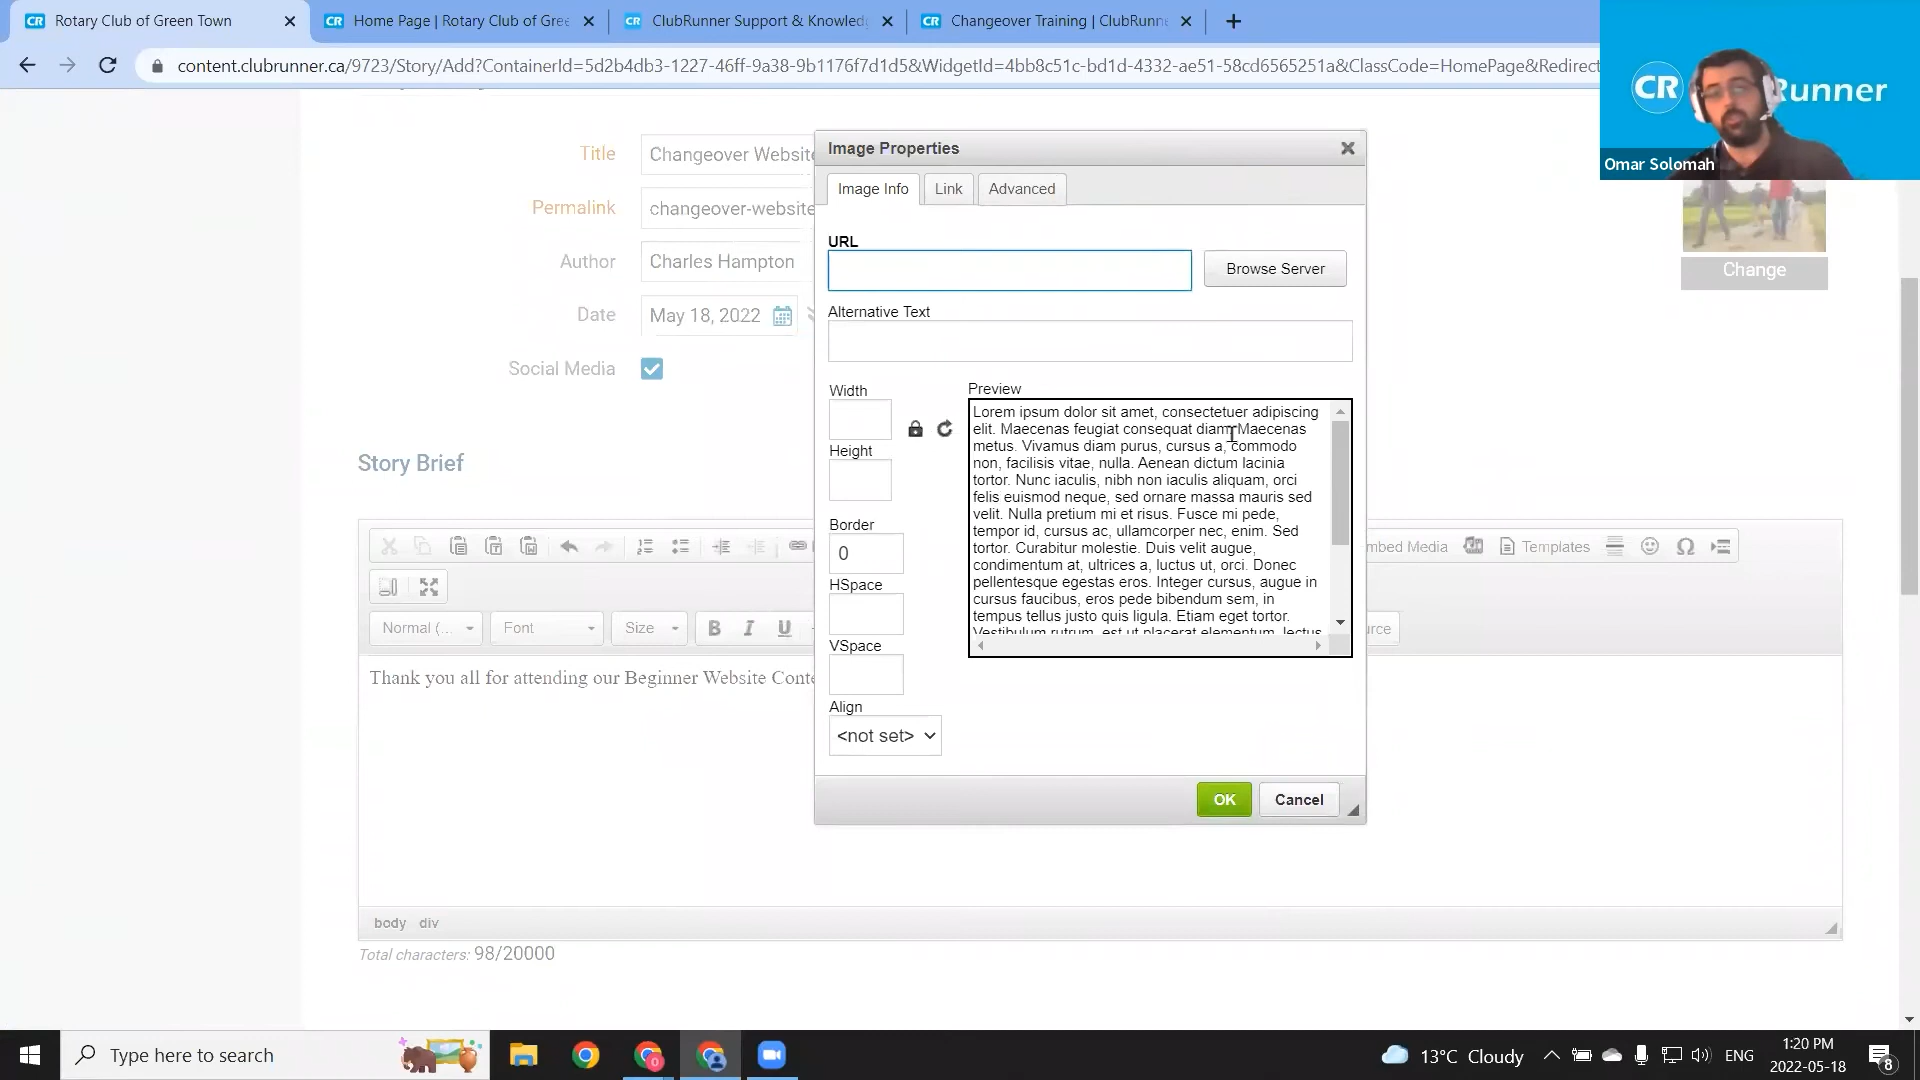 Rotary Club of Green Town
Home Page | Rotary Club of Gree
ClubRunner Support & Knowled
Changeover Training | ClubRunne
content.clubrunner.ca/9723/Story/Add?ContainerId=5d2b4db3-1227-46ff-9a38-9b1176f7d1d5&WidgetId=4bb8c51c-bd1d-4332-ae51-58cd6565251a&ClassCode=HomePage&Redirect
CR Runner
Omar Solomah
Title Changeover Website
Permalink changeover-website
Author Charles Hampton
Date May 18, 2022
Social Media
Change
Image Properties
Image Info Link Advanced
URL
Browse Server
Alternative Text
Width
Height
Border
0
HSpace
VSpace
Align
<not set>
Preview
Lorem ipsum dolor sit amet, consectetuer adipiscing
elit. Maecenas feugiat consequat diam. Maecenas
metus. Vivamus diam purus, cursus a, commodo
non, facilisis vitae, nulla. Aenean dictum lacinia
tortor. Nunc iaculis, nibh non iaculis aliquam, orci
felis euismod neque, sed ornare massa mauris sed
velit. Nulla pretium mi et risus. Fusce mi pede,
tempor id, cursus ac, ullamcorper nec, enim. Sed
tortor. Curabitur molestie. Duis velit augue,
condimentum at, ultrices a, luctus ut, orci. Donec
pellentesque egestas eros. Integer cursus, augue in
cursus faucibus, eros pede bibendum sem, in
tempus tellus justo quis ligula. Etiam eget tortor.
Vestibulum rutrum, est ut placerat elementum, lectus
OK Cancel
Story Brief
mbed Media Templates
Normal (... Font Size B I U
rce
Thank you all for attending our Beginner Website Conte
body div
Total characters: 98/20000
Type here to search
13°C Cloudy
ENG
1:20 PM
2022-05-18
8